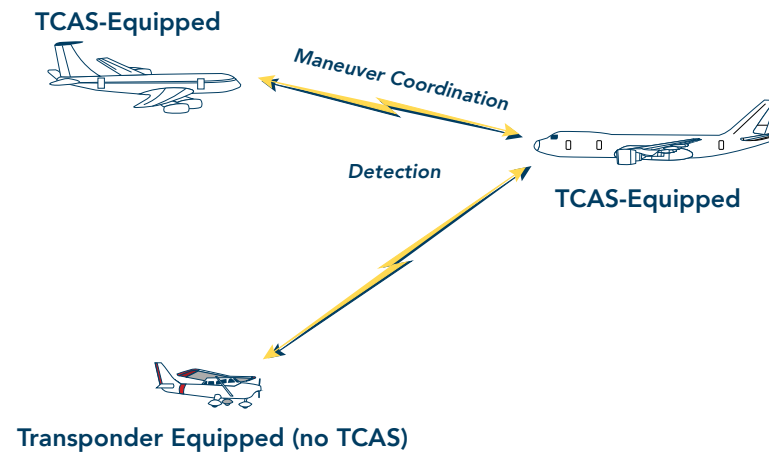 TCAS-Equipped
Maneuver Coordination
Detection
TCAS-Equipped
Transponder Equipped (no TCAS)